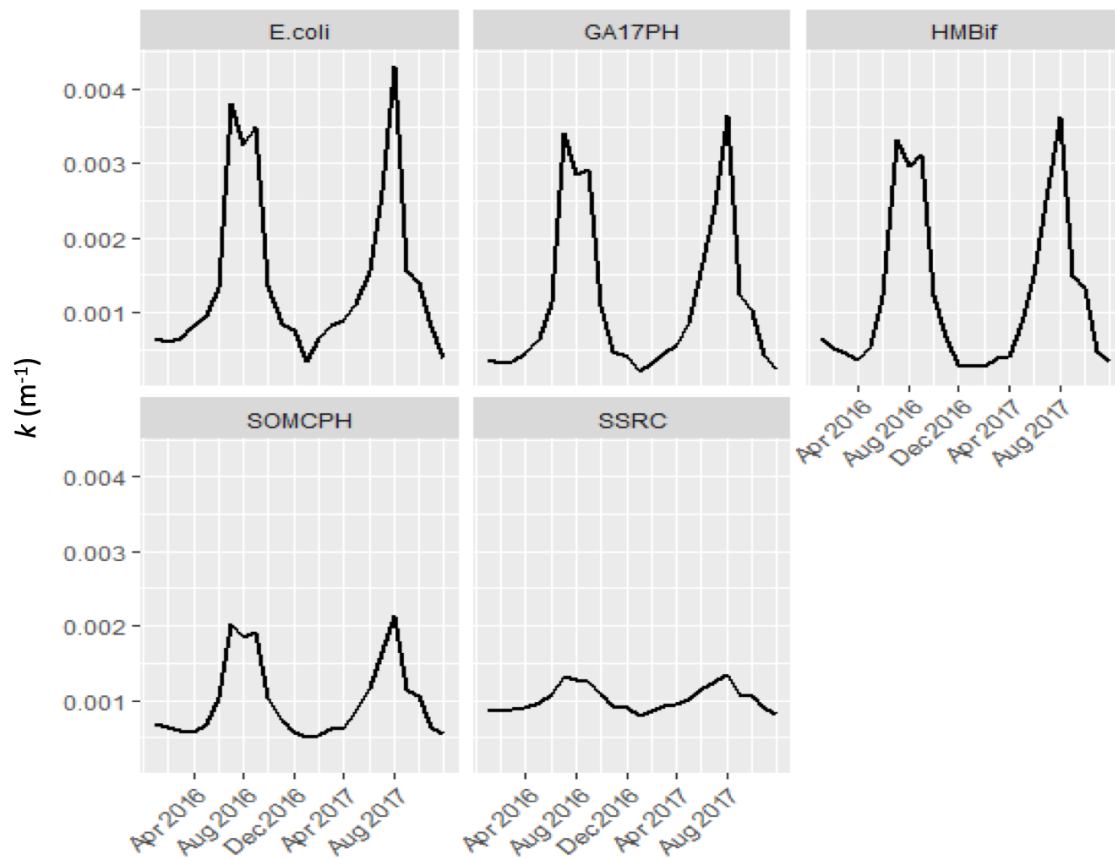 E.coli
GA17PH
HMBif
0.004
0.003
0.002
0.001
k (m-1)
Apr 2016
Aug 2016
Dec 2016
Apr 2017
Aug 2017
SOMCPH
SSRC
0.004
0.003
0.002
0.001
Apr 2016
Aug 2016
Dec 2016
Apr 2017
Aug 2017
Apr 2016
Aug 2016
Dec 2016
Apr 2017
Aug 2017